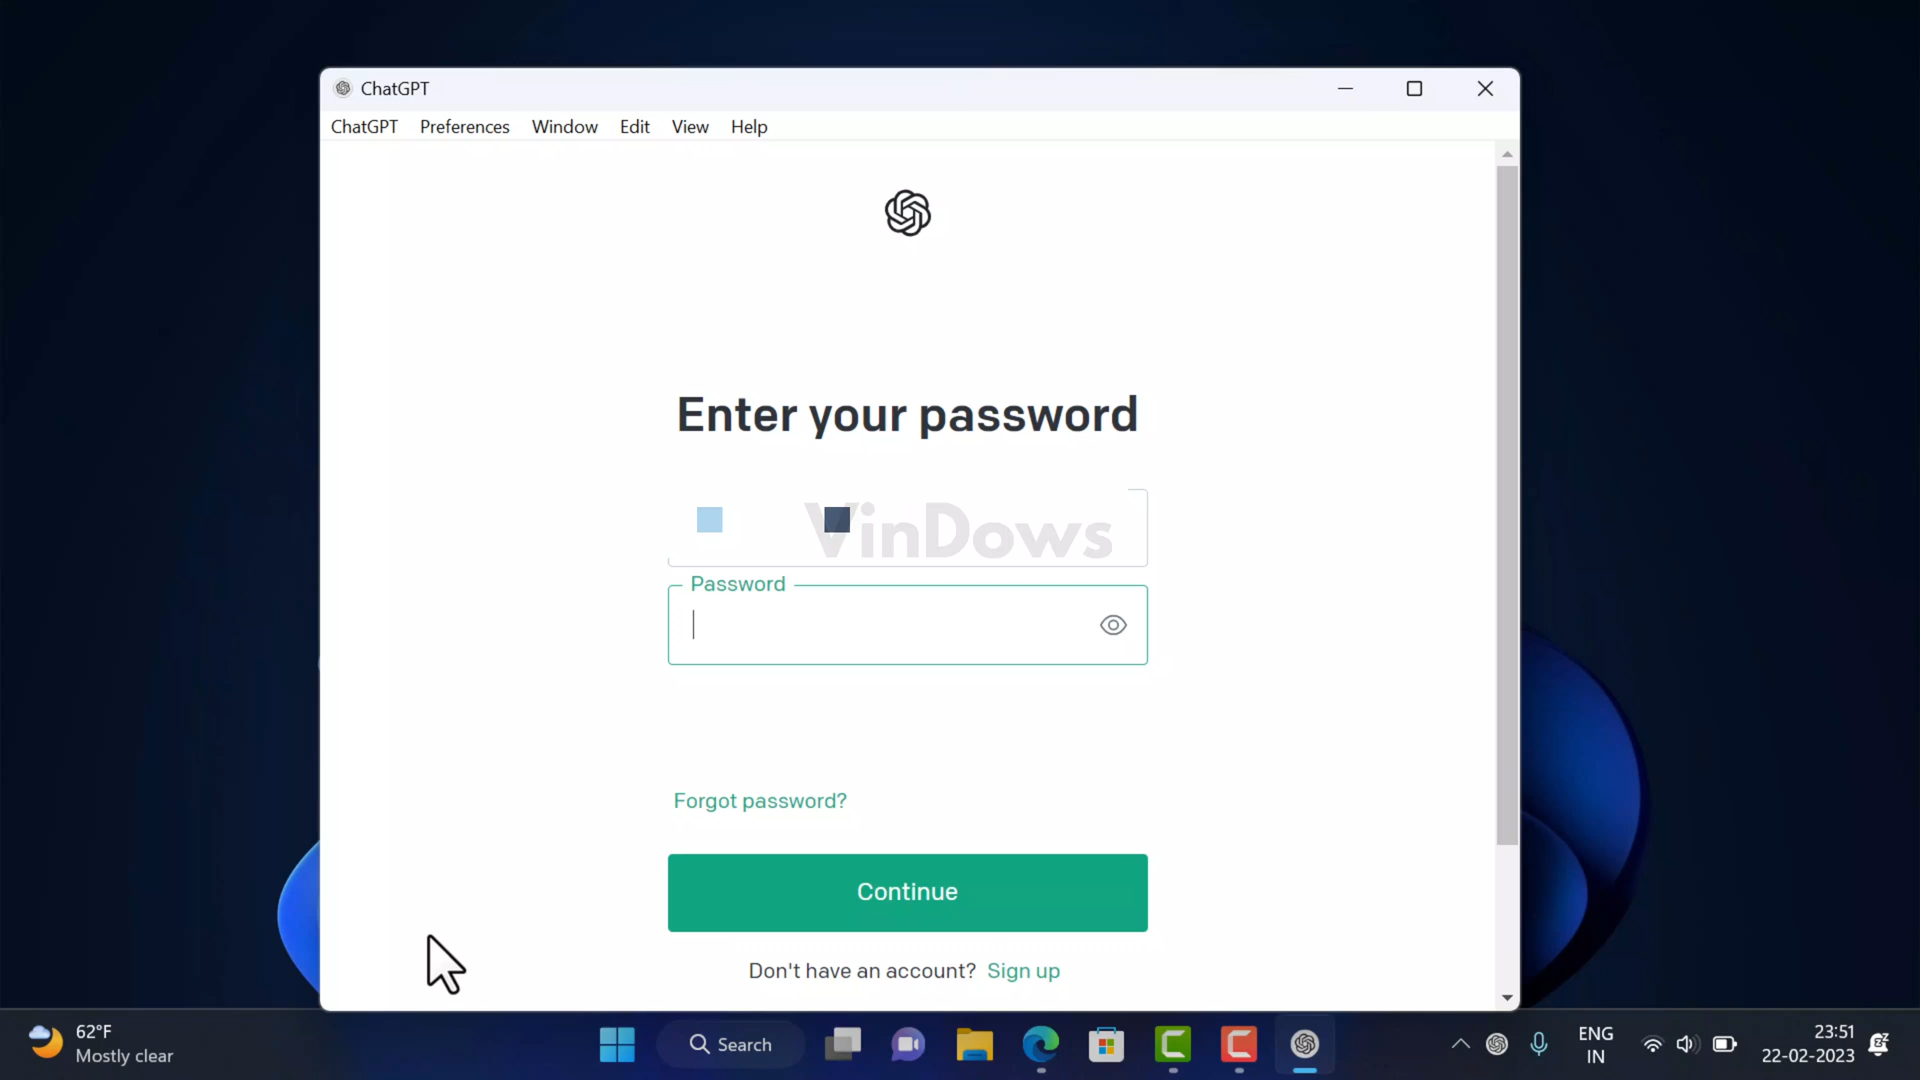 ChatGPT
ChatGPT Preferences Window Edit View Help
Enter your password
VinDows
Password
Forgot password?
Continue
Don't have an account? Sign up
62°F
Mostly clear
Search
ENG
IN
23:51
22-02-2023